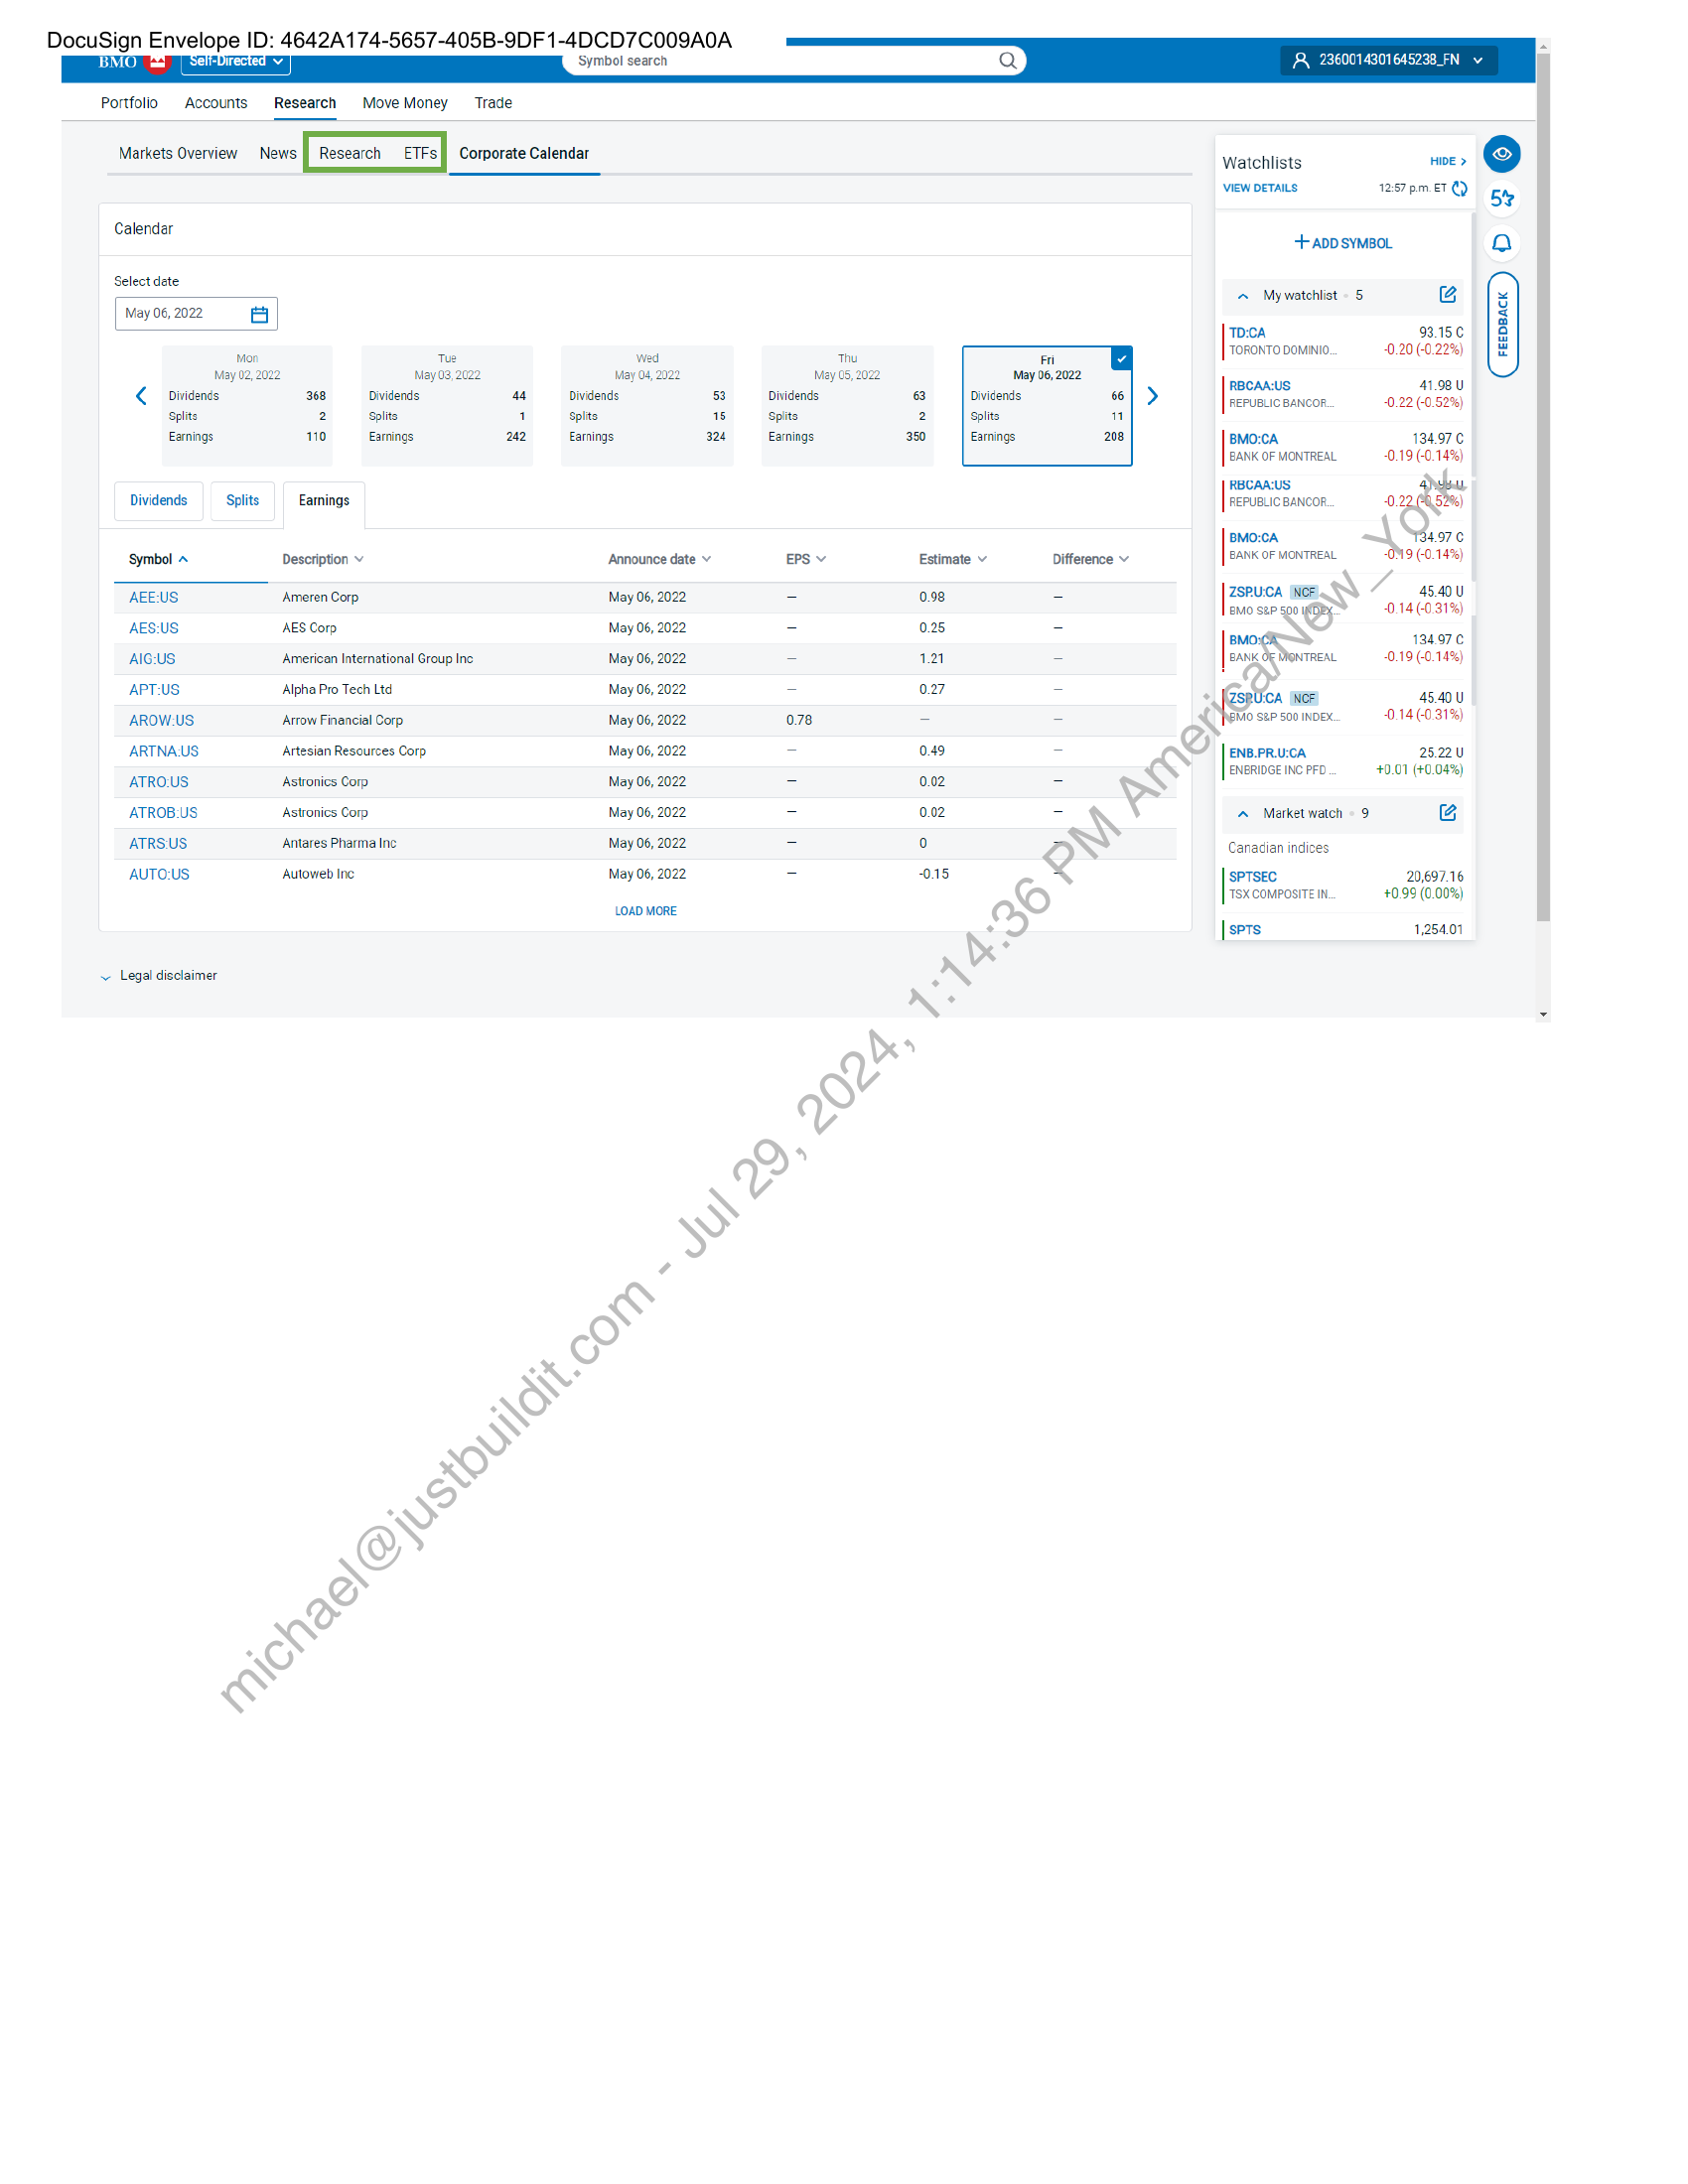 DocuSign Envelope ID: 4642A174-5657-405B-9DF1-4DCD7C009A0A
BMO Self-Directed Symbol search 2360014301645238_FN
Portfolio Accounts Research Move Money Trade
Markets Overview News Research ETFs Corporate Calendar
Calendar
Select date
May 06, 2022
Mon Tue Wed Thu Fri
May 02, 2022 May 03, 2022 May 04, 2022 May 05, 2022 May 06, 2022
Dividends 368 Dividends 44 Dividends 53 Dividends 63 Dividends 66
Splits 2 Splits 1 Splits 15 Splits 2 Splits 11
Earnings 110 Earnings 242 Earnings 324 Earnings 350 Earnings 208
Dividends Splits Earnings
Symbol Description Announce date EPS Estimate Difference
AEE:US Ameren Corp May 06, 2022 – 0.98 –
AES:US AES Corp May 06, 2022 – 0.25 –
AIG:US American International Group Inc May 06, 2022 – 1.21 –
APT:US Alpha Pro Tech Ltd May 06, 2022 – 0.27 –
AROW:US Arrow Financial Corp May 06, 2022 0.78 – –
ARTNA:US Artesian Resources Corp May 06, 2022 – 0.49 –
ATRO:US Astronics Corp May 06, 2022 – 0.02 –
ATROB:US Astronics Corp May 06, 2022 – 0.02 –
ATRS:US Antares Pharma Inc May 06, 2022 – 0 –
AUTO:US Autoweb Inc May 06, 2022 – -0.15 –
LOAD MORE
Legal disclaimer
Watchlists HIDE >
VIEW DETAILS 12:57 p.m. ET
+ ADD SYMBOL
My watchlist • 5
TD:CA 93.15 C
TORONTO DOMINIO... -0.20 (-0.22%)
RBCAA:US 41.98 U
REPUBLIC BANCOR... -0.22 (-0.52%)
BMO:CA 134.97 C
BANK OF MONTREAL -0.19 (-0.14%)
RBCAA:US 41.98 U
REPUBLIC BANCOR... -0.22 (-0.52%)
BMO:CA 134.97 C
BANK OF MONTREAL -0.19 (-0.14%)
ZSP.U:CA NCF 45.40 U
BMO S&P 500 INDEX... -0.14 (-0.31%)
BMO:CA 134.97 C
BANK OF MONTREAL -0.19 (-0.14%)
ZSP.U:CA NCF 45.40 U
BMO S&P 500 INDEX... -0.14 (-0.31%)
ENB.PR.U:CA 25.22 U
ENBRIDGE INC PFD ... +0.01 (+0.04%)
Market watch • 9
Canadian indices
SPTSEC 20,697.16
TSX COMPOSITE IN... +0.99 (0.00%)
SPTS 1,254.01
5
FEEDBACK
michael@justbuildit.com - Jul 29, 2024, 1:14:36 PM America/New_York